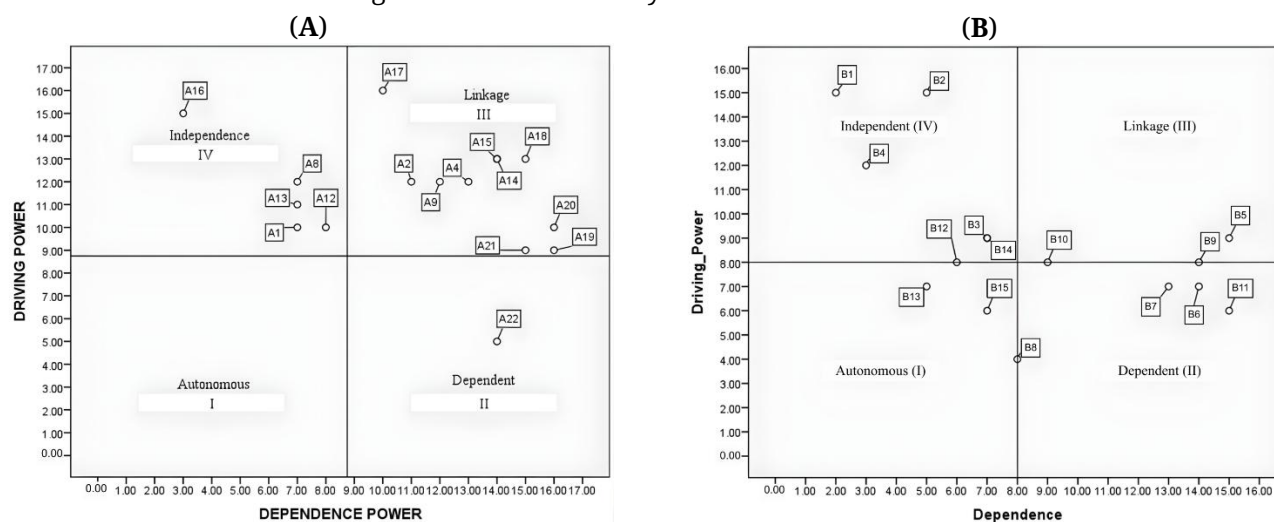 (A)
17.00
16.00
15.00
14.00
13.00
12.00
11.00
10.00
9.00
8.00
7.00
6.00
5.00
4.00
3.00
2.00
1.00
0.00
DRIVING POWER
A16
A17
Independence
IV
Linkage
III
A8
A13
A12
A1
A2
A4
A9
A15
A14
A18
A20
A19
A21
A22
Autonomous
I
Dependent
II
0.00 1.00 2.00 3.00 4.00 5.00 6.00 7.00 8.00 9.00 10.00 11.00 12.00 13.00 14.00 15.00 16.00 17.00
DEPENDENCE POWER
(B)
16.00
15.00
14.00
13.00
12.00
11.00
10.00
9.00
8.00
7.00
6.00
5.00
4.00
3.00
2.00
1.00
0.00
Driving_Power
B1
B2
Independent (IV)
Linkage (III)
B4
B12
B3
B14
B10
B5
B9
B13
B15
B7
B6
B11
B8
Autonomous (I)
Dependent (II)
0.00 1.00 2.00 3.00 4.00 5.00 6.00 7.00 8.00 9.00 10.00 11.00 12.00 13.00 14.00 15.00 16.00
Dependence